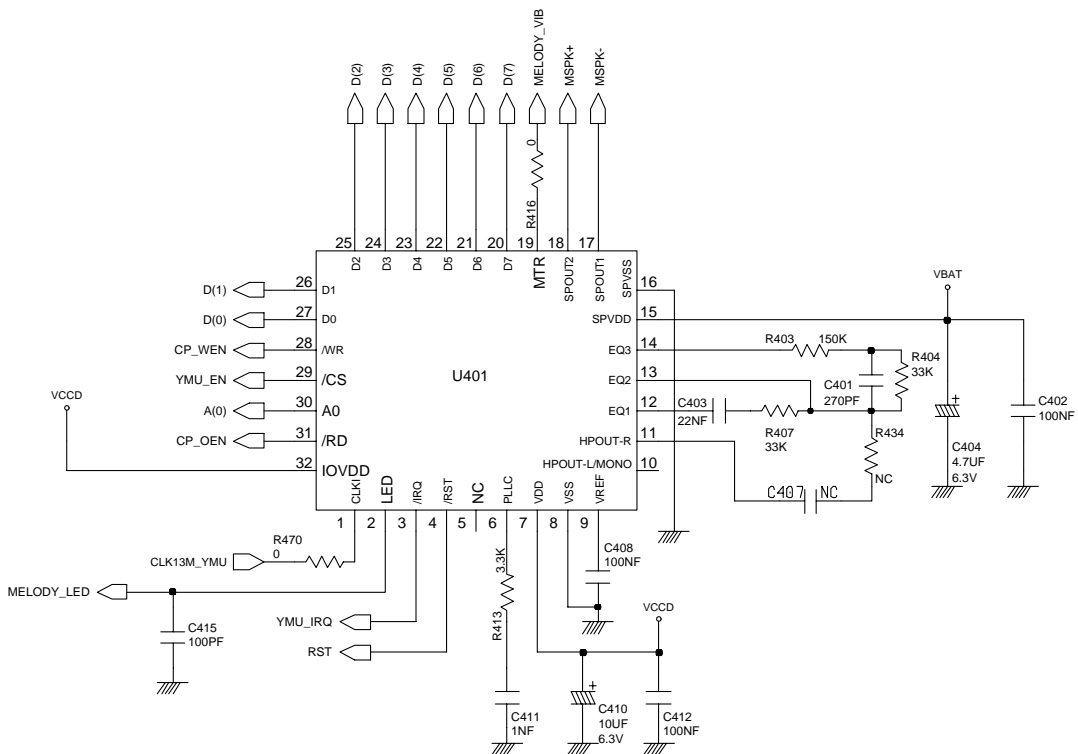 D(2)
D(3)
D(4)
D(5)
D(6)
D(7)
MELODY_VIB
MSPK+
MSPK-
0
R416
25
24
23
22
21
20
19
18
17
D2
D3
D4
D5
D6
D7
MTR
SPOUT2
SPOUT1
SPVSS
D(1)
26
D1
D(0)
27
D0
CP_WEN
28
/WR
YMU_EN
29
/CS
A(0)
30
A0
CP_OEN
31
/RD
VCCD
32
IOVDD
U401
16
15
SPVDD
14
EQ3
13
EQ2
12
EQ1
11
HPOUT-R
10
HPOUT-L/MONO
VBAT
R403
150K
R404
33K
C401
270PF
C403
22NF
R407
33K
R434
NC
C407
NC
C404
4.7UF
6.3V
+
C402
100NF
CLKI
LED
/IRQ
/RST
NC
PLLC
VDD
VSS
VREF
1
2
3
4
5
6
7
8
9
R470
0
CLK13M_YMU
MELODY_LED
C415
100PF
YMU_IRQ
RST
3.3K
R413
C411
1NF
C408
100NF
VCCD
+
C410
10UF
6.3V
C412
100NF